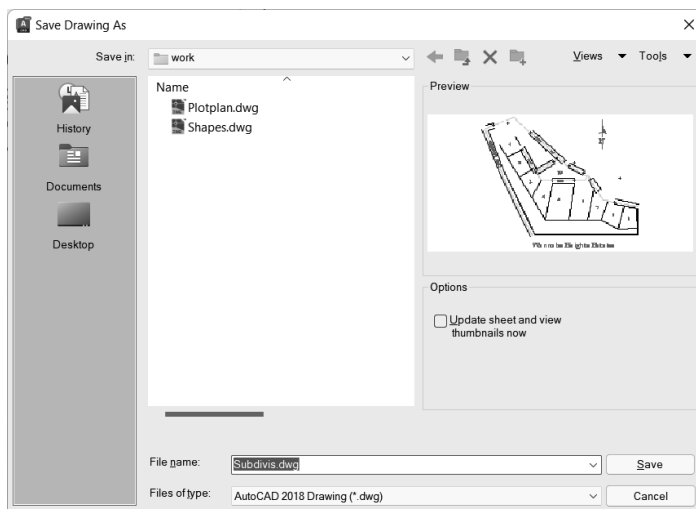 Save Drawing As
Save in:
work
Views
Tools
History
Documents
Desktop
Name
Plotplan.dwg
Shapes.dwg
Preview
Options
Update sheet and view
thumbnails now
File name:
Subdivis.dwg
Save
Files of type:
AutoCAD 2018 Drawing (*.dwg)
Cancel